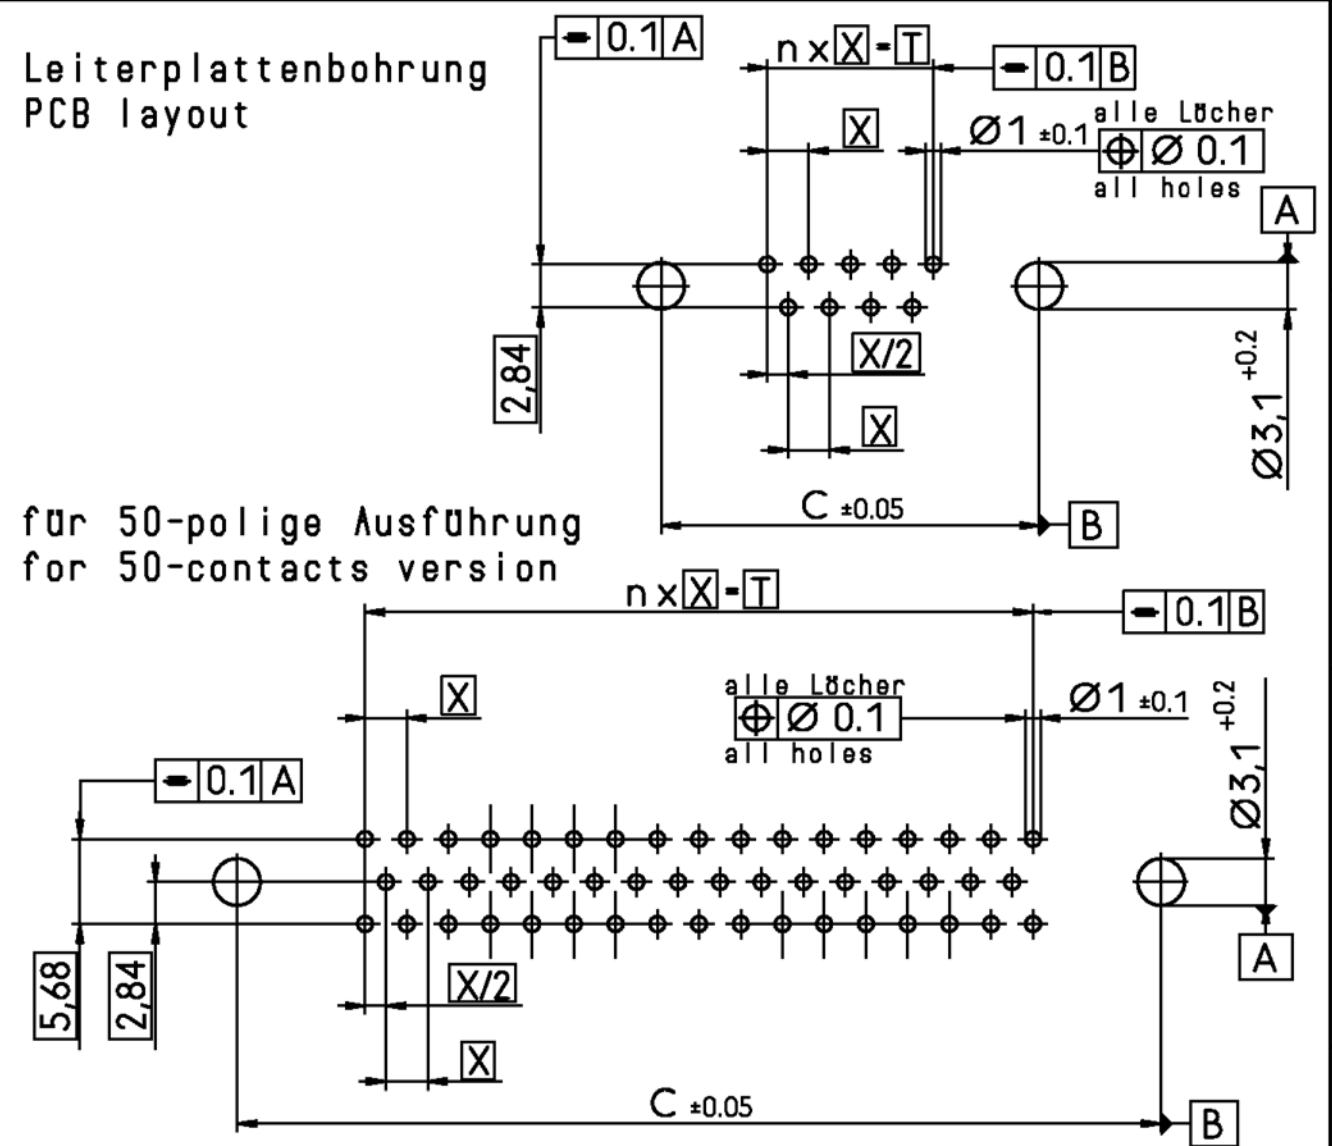 0.1 A
n x X = T
Leiterplattenbohrung
PCB layout
0.1 B
alle Löcher
X
Ø1 ±0.1
Ø 0.1
all holes
A
2,84
X/2
X
Ø3,1 +0.2
C ±0.05
B
für 50-polige Ausführung
for 50-contacts version
n x X = T
0.1 B
X
alle Löcher
Ø 0.1
all holes
Ø1 ±0.1
Ø3,1 +0.2
0.1 A
5,68
2,84
X/2
A
X
C ±0.05
B